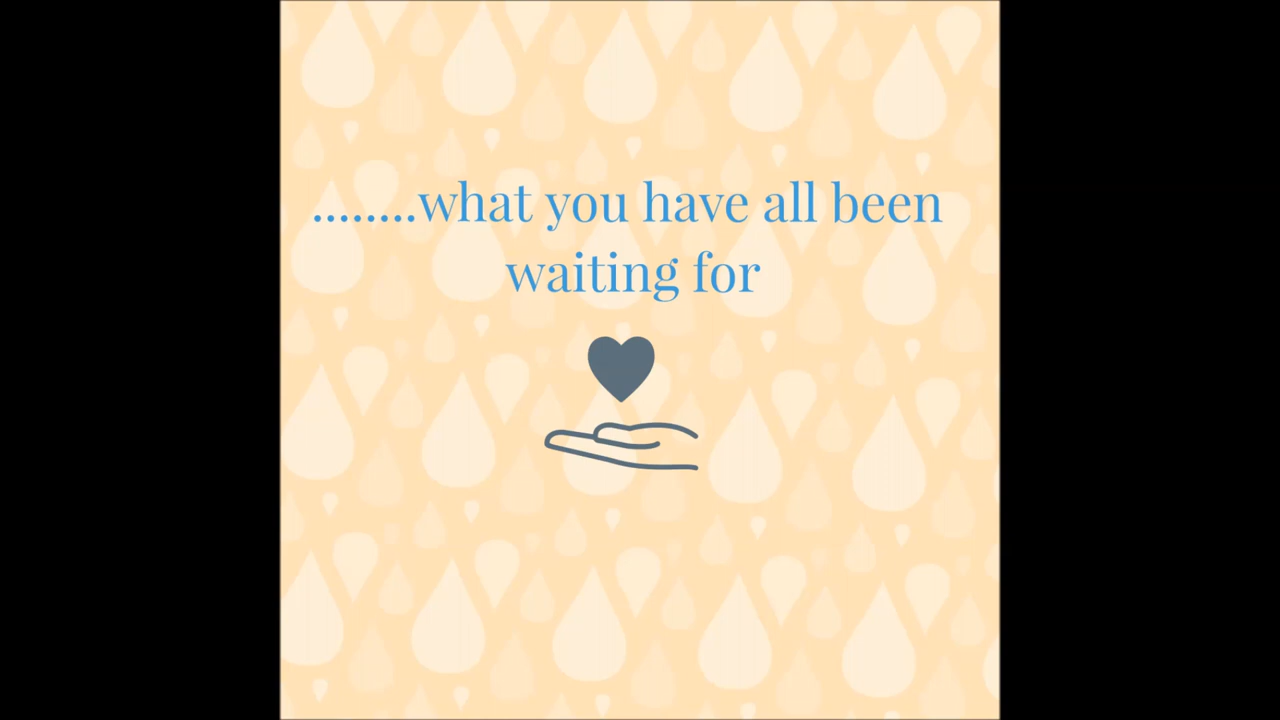 ........what you have all been
waiting for